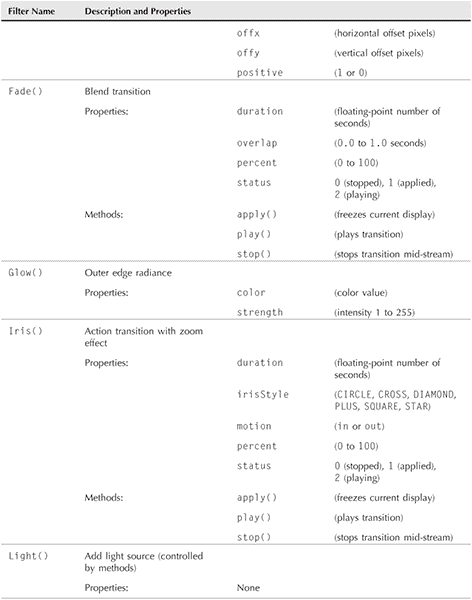 Filter Name Description and Properties
offx (horizontal offset pixels)
offy (vertical offset pixels)
positive (1 or 0)
Fade() Blend transition
Properties: duration (floating-point number of
seconds)
overlap (0.0 to 1.0 seconds)
percent (0 to 100)
status 0 (stopped), 1 (applied),
2 (playing)
Methods: apply() (freezes current display)
play() (plays transition)
stop() (stops transition mid-stream)
Glow() Outer edge radiance
Properties: color (color value)
strength (intensity 1 to 255)
Iris() Action transition with zoom
effect
Properties: duration (floating-point number of
seconds)
irisStyle (CIRCLE, CROSS, DIAMOND,
PLUS, SQUARE, STAR)
motion (in or out)
percent (0 to 100)
status 0 (stopped), 1 (applied),
2 (playing)
Methods: apply() (freezes current display)
play() (plays transition)
stop() (stops transition mid-stream)
Light() Add light source (controlled
by methods)
Properties: None